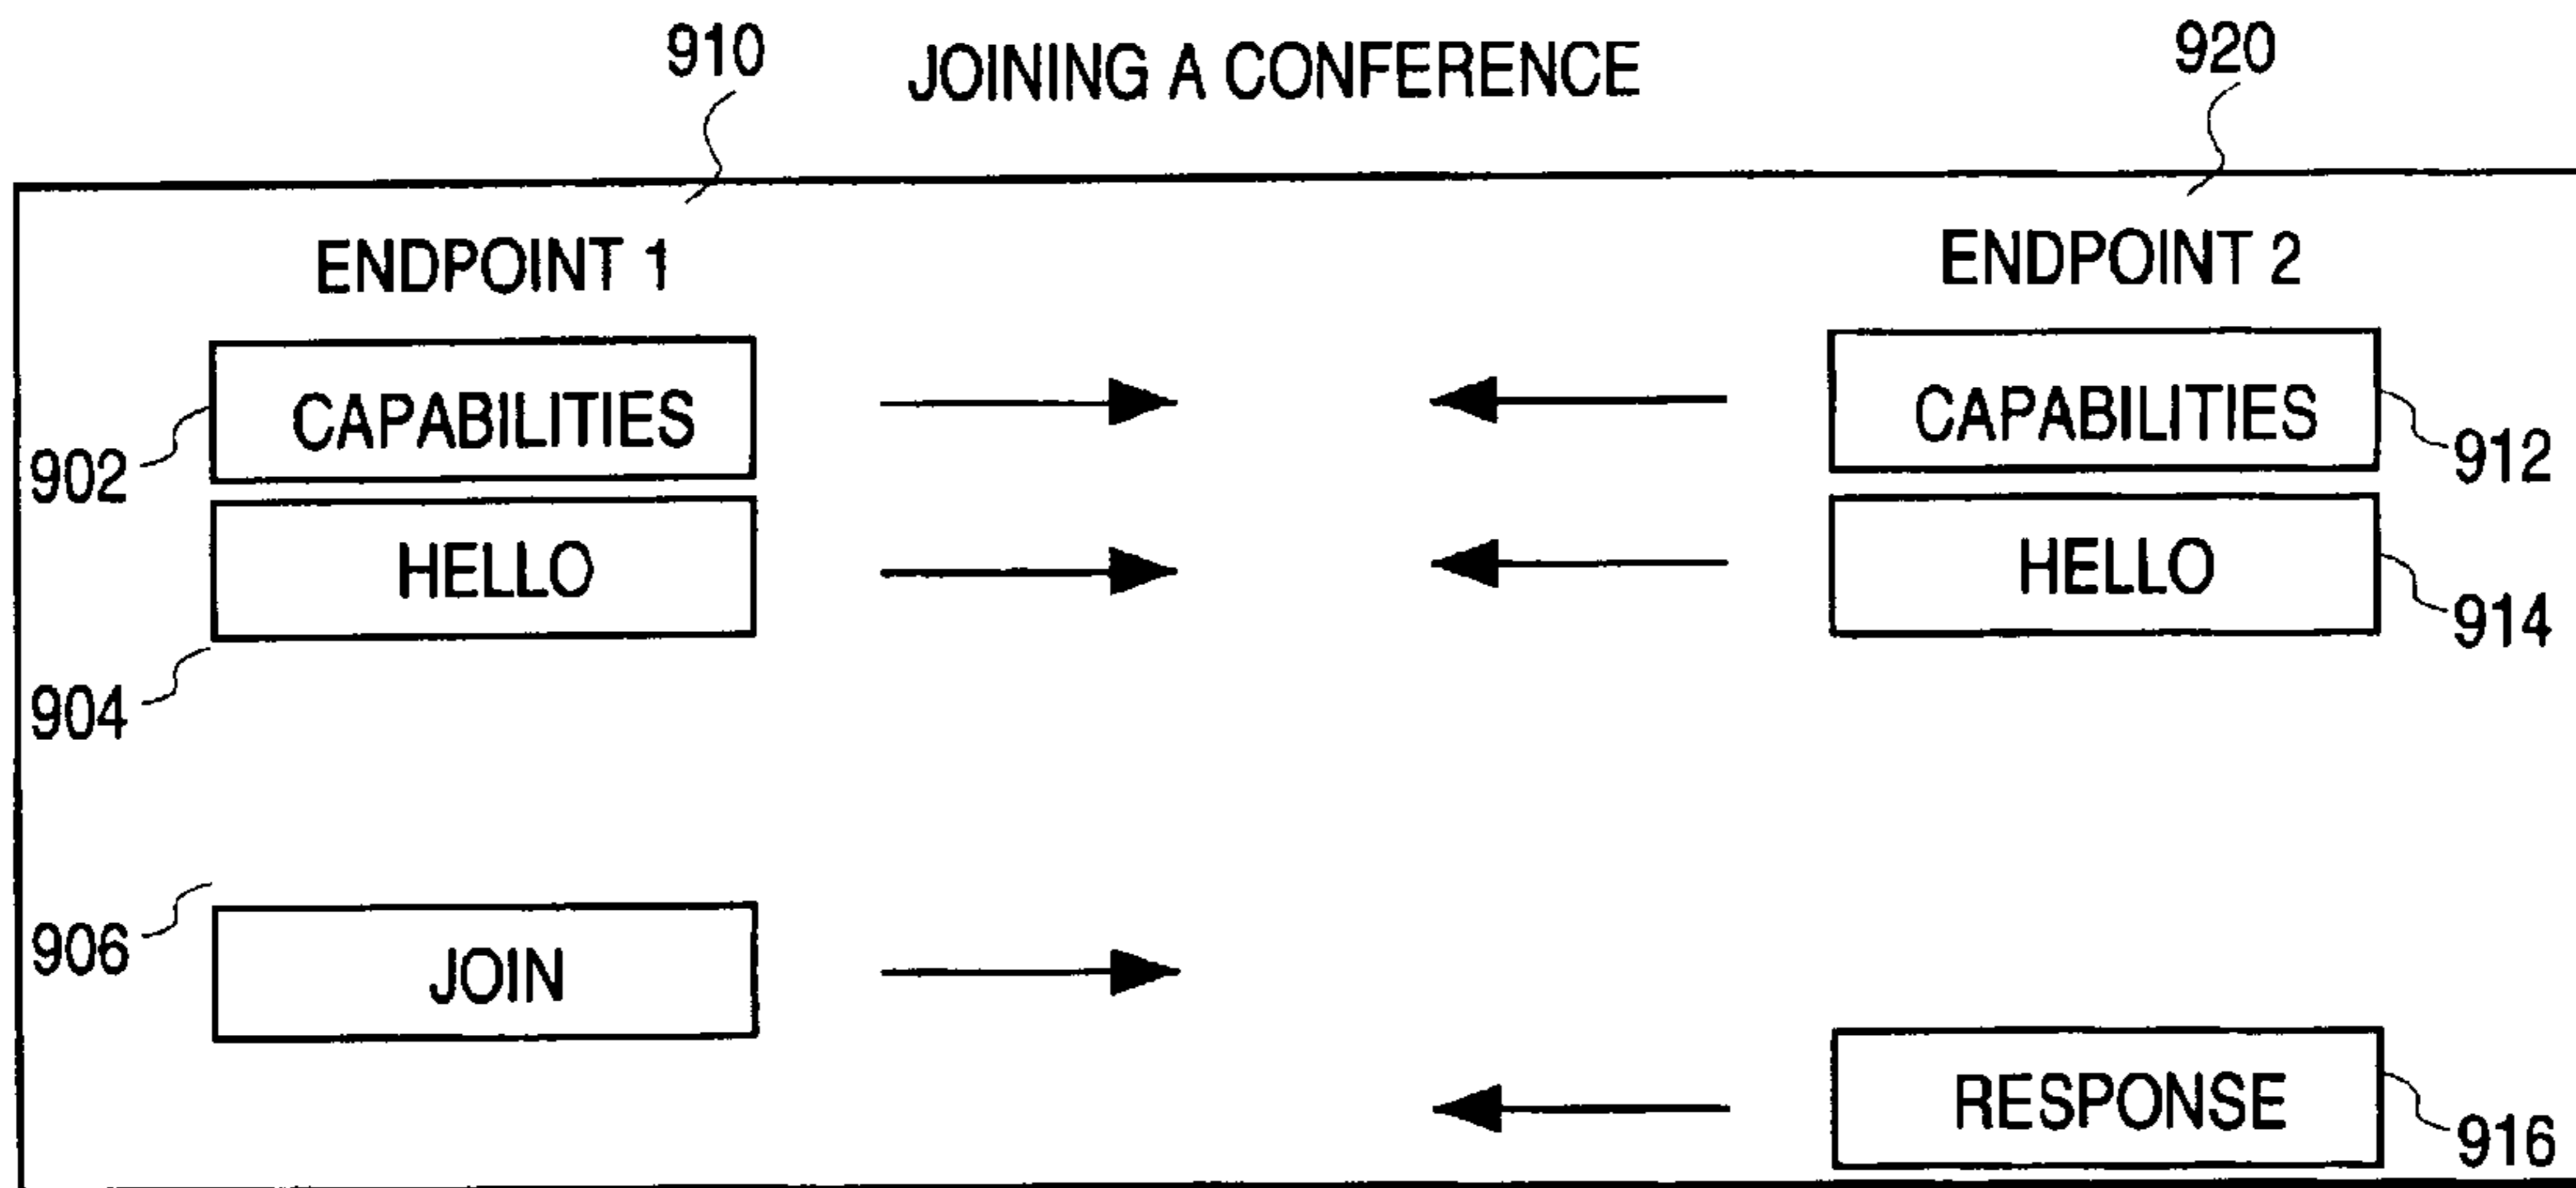 910
JOINING A CONFERENCE
920
ENDPOINT 1
ENDPOINT 2
CAPABILITIES
CAPABILITIES
902
912
HELLO
HELLO
914
904
906
JOIN
RESPONSE
916